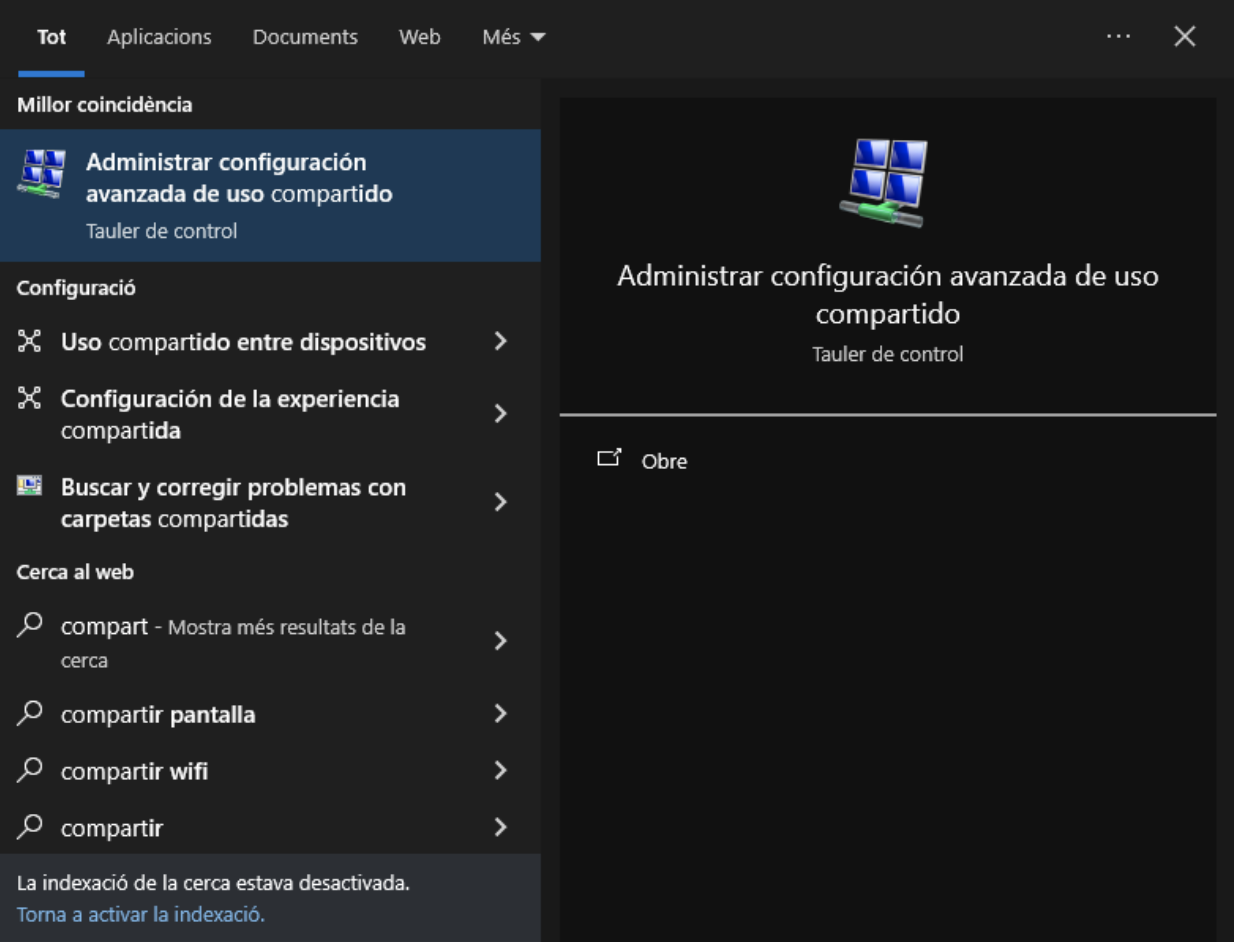 Tot Aplicacions Documents Web Més
Millor coincidència
Administrar configuración
avanzada de uso compartido
Tauler de control
Configuració
Uso compartido entre dispositivos
Configuración de la experiencia
compartida
Buscar y corregir problemas con
carpetas compartidas
Cerca al web
compart - Mostra més resultats de la
cerca
compartir pantalla
compartir wifi
compartir
La indexació de la cerca estava desactivada.
Torna a activar la indexació.
Administrar configuración avanzada de uso
compartido
Tauler de control
Obre